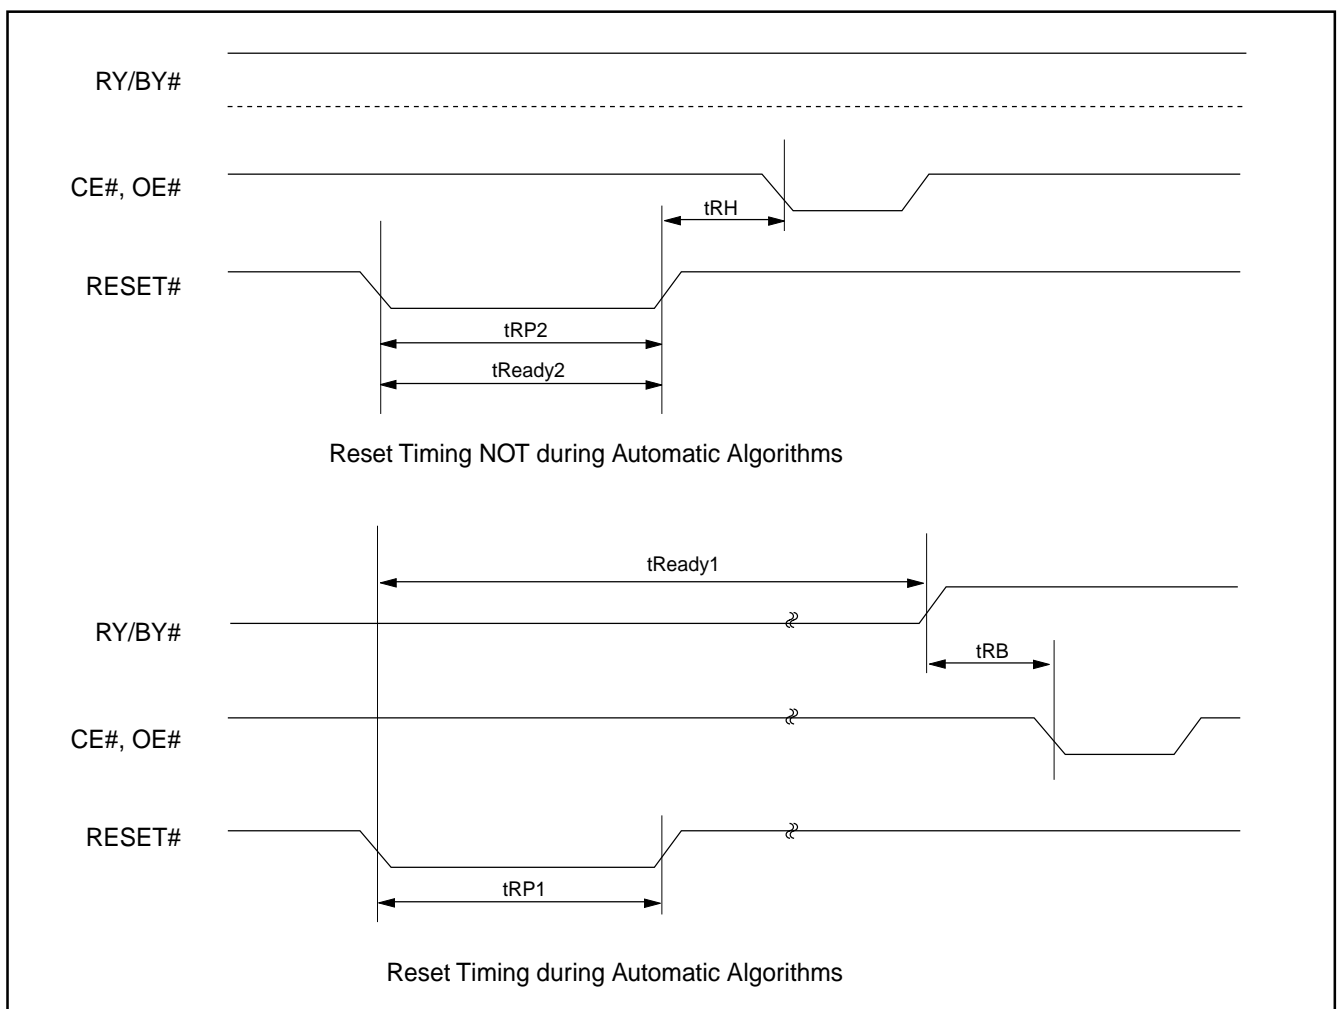 RY/BY#
CE#, OE#
tRH
RESET#
tRP2
tReady2
Reset Timing NOT during Automatic Algorithms
tReady1
RY/BY#
tRB
CE#, OE#
RESET#
tRP1
Reset Timing during Automatic Algorithms